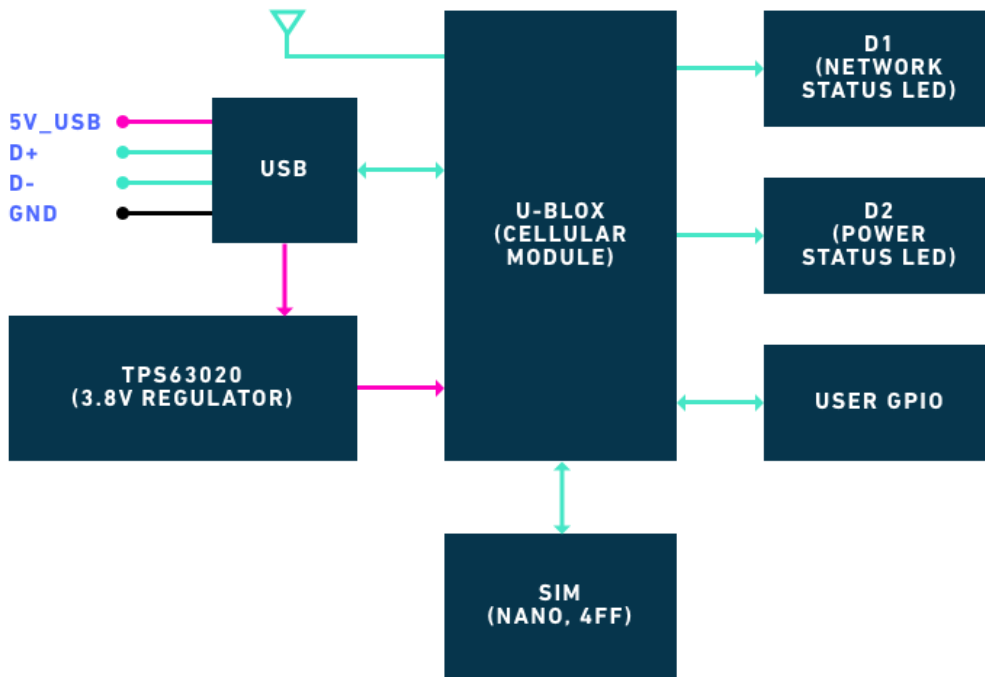 5V_USB
D+
D-
GND
USB
TPS63020
(3.8V REGULATOR)
U-BLOX
(CELLULAR
MODULE)
SIM
(NANO, 4FF)
D1
(NETWORK
STATUS LED)
D2
(POWER
STATUS LED)
USER GPIO